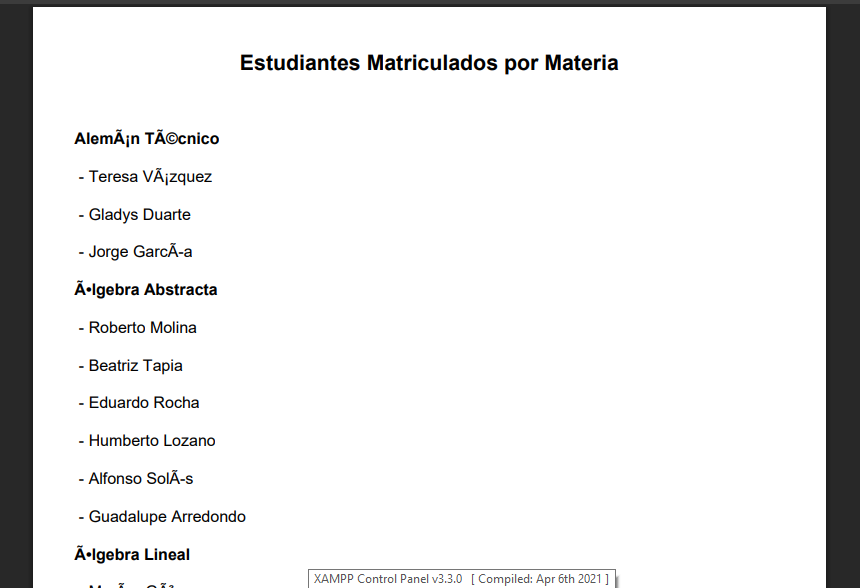 Estudiantes Matriculados por Materia
AlemÃ¡n TÃ©cnico
- Teresa VÃ¡zquez
- Gladys Duarte
- Jorge GarcÃ-a
Ã•lgebra Abstracta
- Roberto Molina
- Beatriz Tapia
- Eduardo Rocha
- Humberto Lozano
- Alfonso SolÃ-s
- Guadalupe Arredondo
Ã•lgebra Lineal
XAMPP Control Panel v3.3.0 [ Compiled: Apr 6th 2021 ]